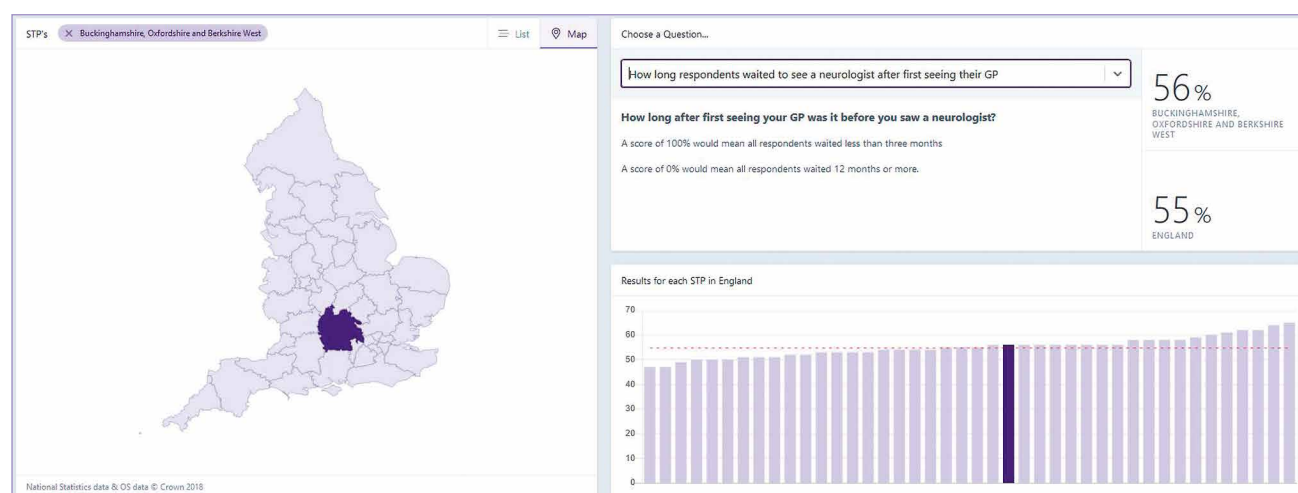 STP's
Buckinghamshire, Oxfordshire and Berkshire West
List
Map
National Statistics data & OS data © Crown 2018
Choose a Question...
How long respondents waited to see a neurologist after first seeing their GP
How long after first seeing your GP was it before you saw a neurologist?
A score of 100% would mean all respondents waited less than three months
A score of 0% would mean all respondents waited 12 months or more.
56%
BUCKINGHAMSHIRE,
OXFORDSHIRE AND BERKSHIRE
WEST
55%
ENGLAND
Results for each STP in England
70
60
50
40
30
20
10
0